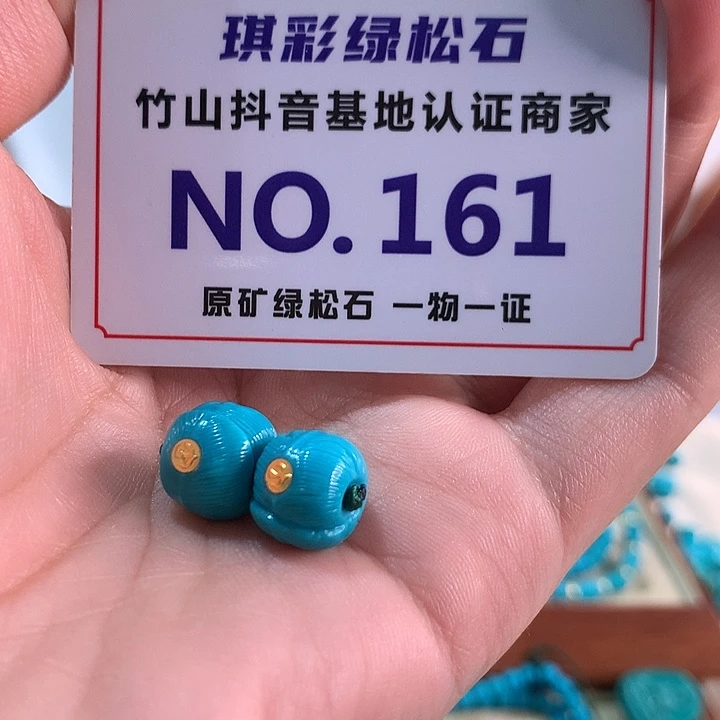 琪彩绿松石
竹山抖音基地认证商家
NO.161
原矿绿松石 一物一证